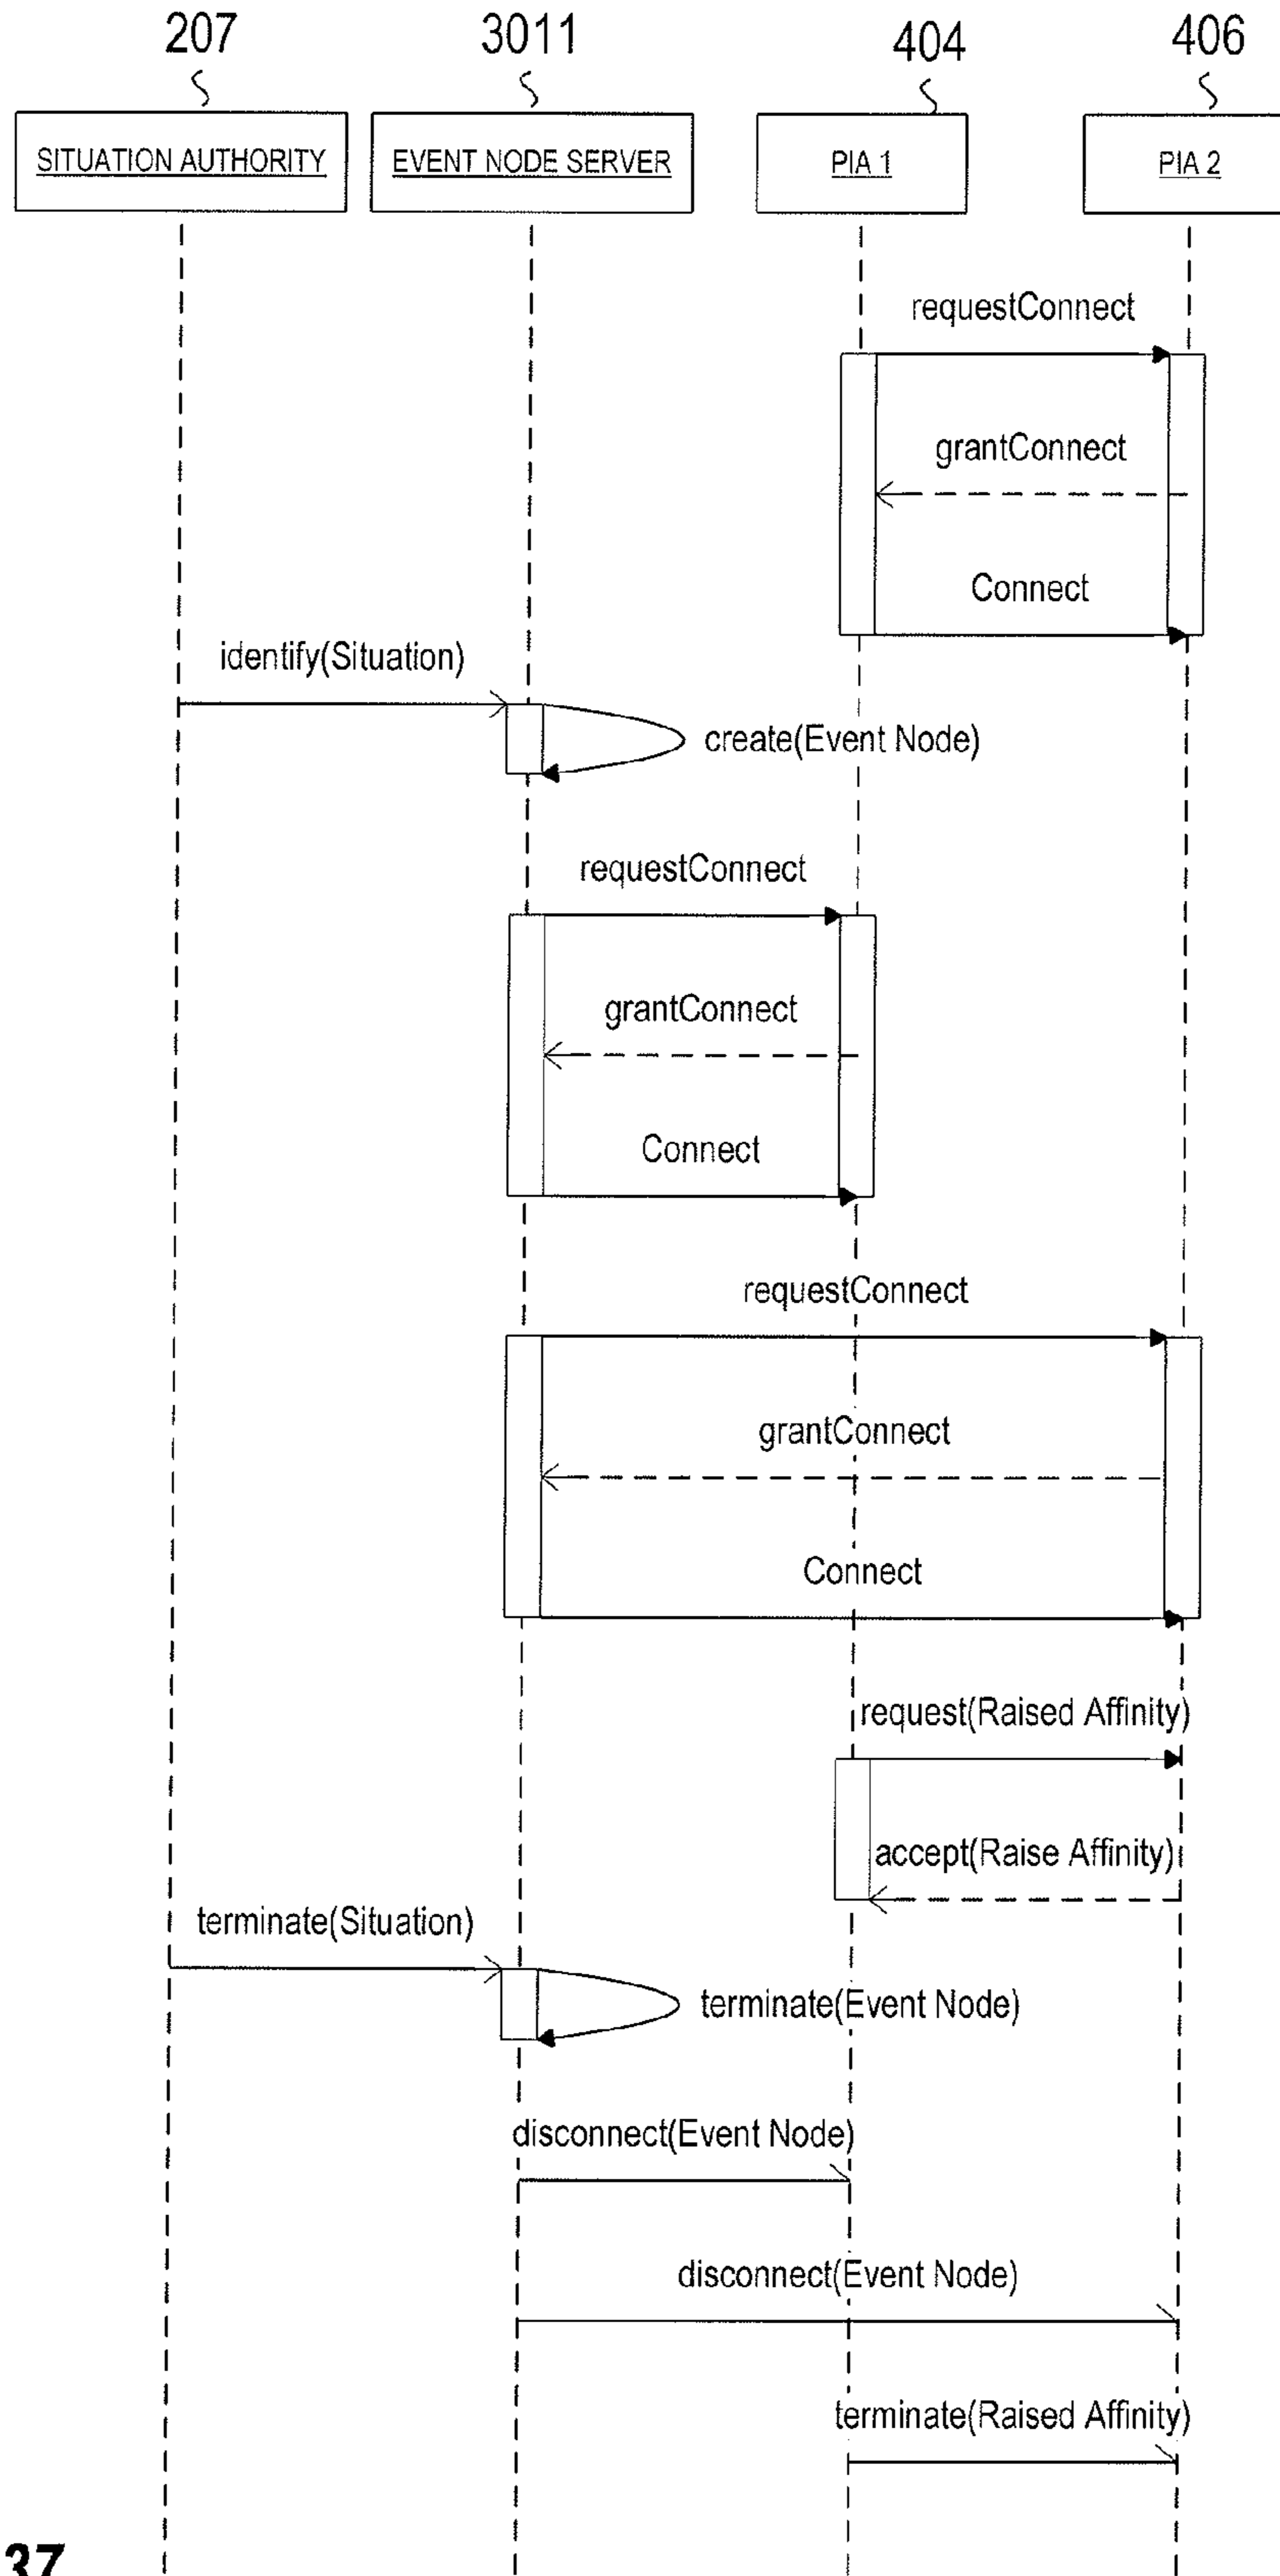 207 3011 404 406
SITUATION AUTHORITY EVENT NODE SERVER PIA 1 PIA 2
requestConnect
grantConnect
Connect
identify(Situation)
create(Event Node)
requestConnect
grantConnect
Connect
requestConnect
grantConnect
Connect
request(Raised Affinity)
accept(Raise Affinity)
terminate(Situation)
terminate(Event Node)
disconnect(Event Node)
disconnect(Event Node)
terminate(Raised Affinity)
37